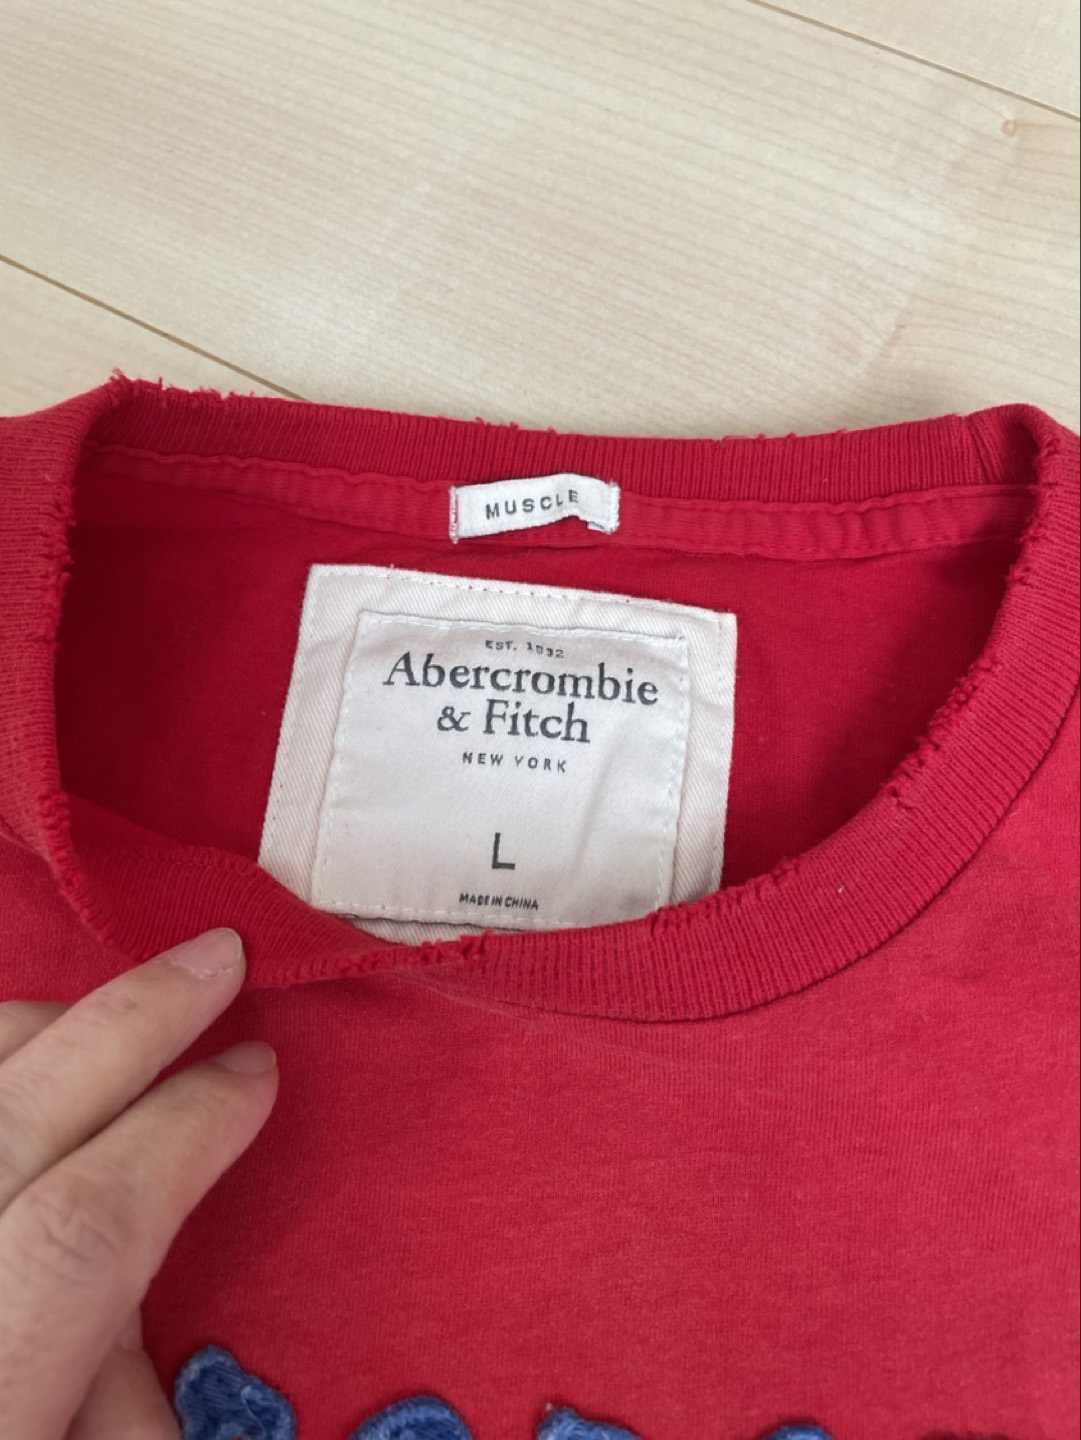 MUSCLE
EST. 1892
Abercrombie
& Fitch
NEW YORK
L
MADE IN CHINA